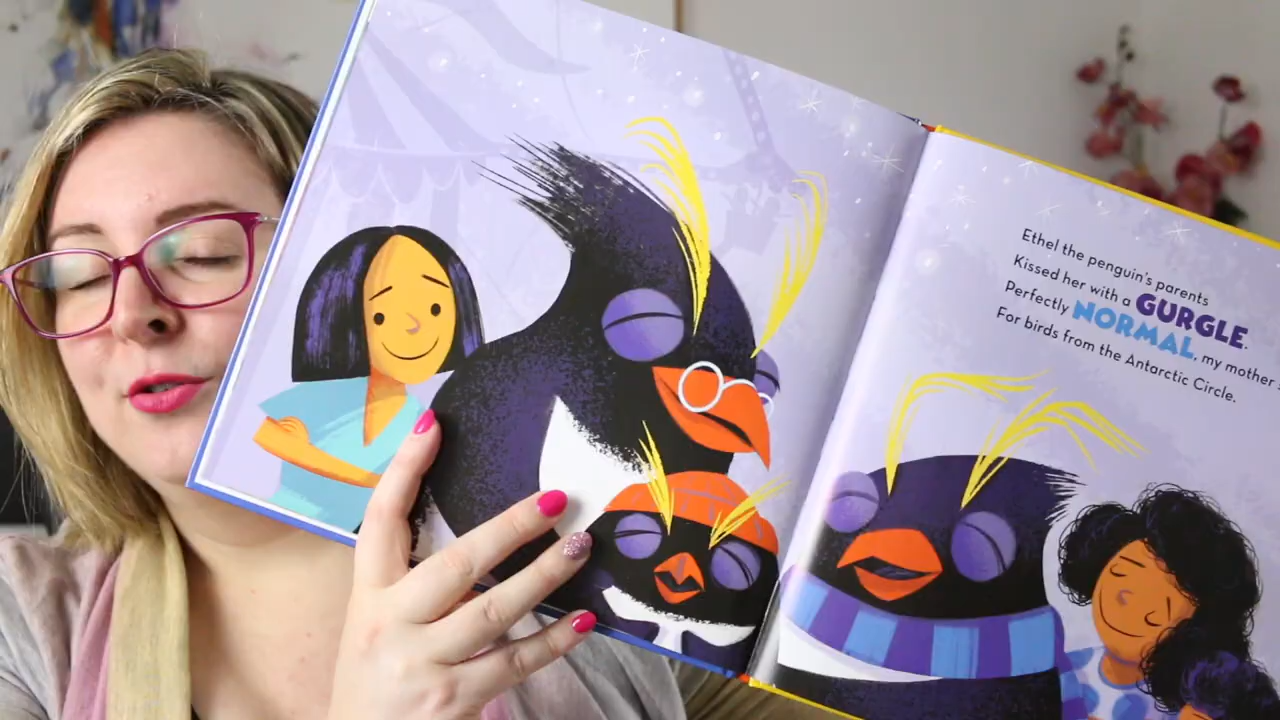 Ethel the penguin's parents
Kissed her with a GURGLE.
Perfectly NORMAL, my mother
For birds from the Antarctic Circle.